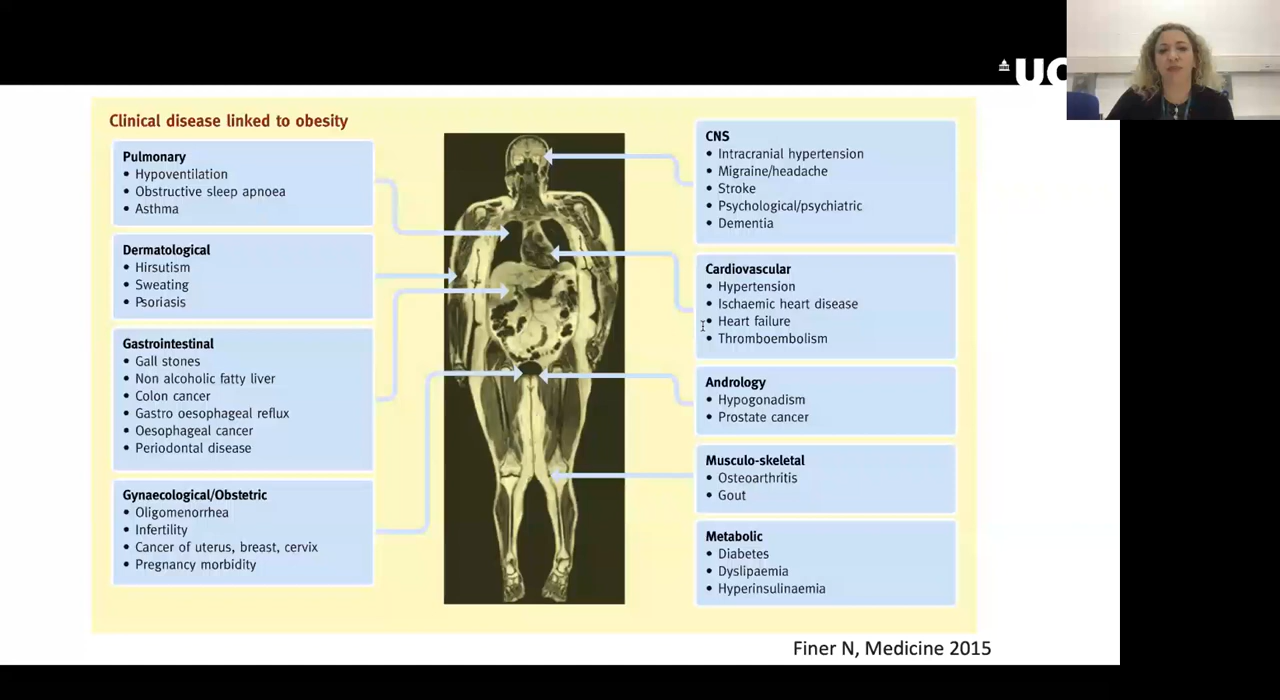 UC
Clinical disease linked to obesity
Pulmonary
• Hypoventilation
• Obstructive sleep apnoea
• Asthma
Dermatological
• Hirsutism
• Sweating
• Psoriasis
Gastrointestinal
• Gall stones
• Non alcoholic fatty liver
• Colon cancer
• Gastro oesophageal reflux
• Oesophageal cancer
• Periodontal disease
Gynaecological/Obstetric
• Oligomenorrhea
• Infertility
• Cancer of uterus, breast, cervix
• Pregnancy morbidity
CNS
• Intracranial hypertension
• Migraine/headache
• Stroke
• Psychological/psychiatric
• Dementia
Cardiovascular
• Hypertension
• Ischaemic heart disease
• Heart failure
• Thromboembolism
Andrology
• Hypogonadism
• Prostate cancer
Musculo-skeletal
• Osteoarthritis
• Gout
Metabolic
• Diabetes
• Dyslipaemia
• Hyperinsulinaemia
Finer N, Medicine 2015